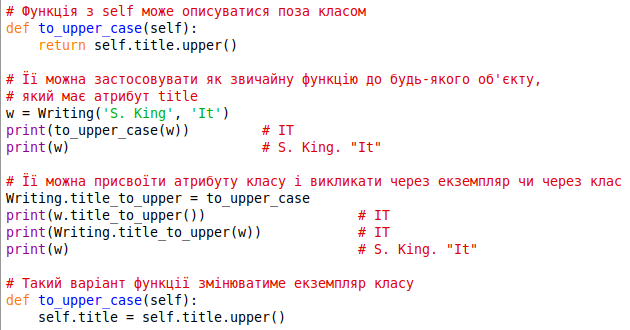 # Функція з self може описуватися поза класом
def to_upper_case(self):
    return self.title.upper()

# Її можна застосовувати як звичайну функцію до будь-якого об'єкту,
# який має атрибут title
w = Writing('S. King', 'It')
print(to_upper_case(w))         # IT
print(w)                        # S. King. "It"

# Її можна присвоїти атрибуту класу і викликати через екземпляр чи через клас
Writing.title_to_upper = to_upper_case
print(w.title_to_upper())                   # IT
print(Writing.title_to_upper(w))            # IT
print(w)                                    # S. King. "It"

# Такий варіант функції змінюватиме екземпляр класу
def to_upper_case(self):
    self.title = self.title.upper()